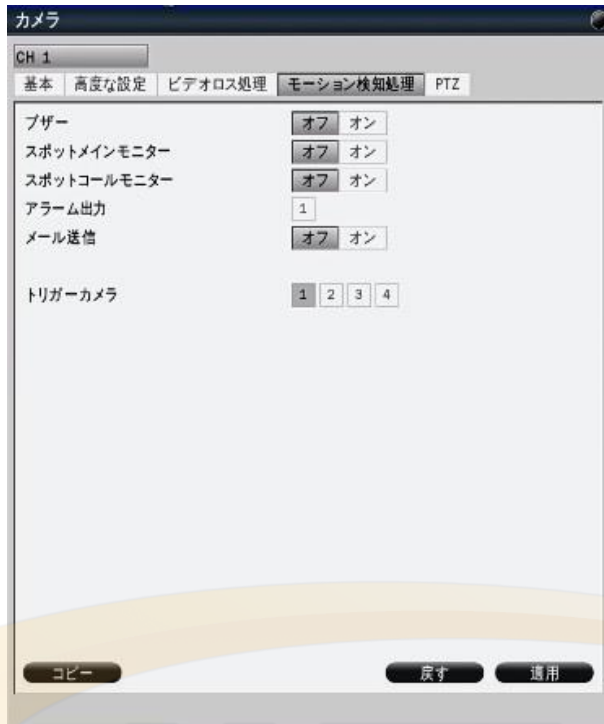 カメラ
CH 1
基本 高度な設定 ビデオロス処理 モーション検知処理 PTZ
ブザー オフ オン
スポットメインモニター オフ オン
スポットコールモニター オフ オン
アラーム出力 1
メール送信 オフ オン
トリガーカメラ 1 2 3 4
コピー 戻す 適用